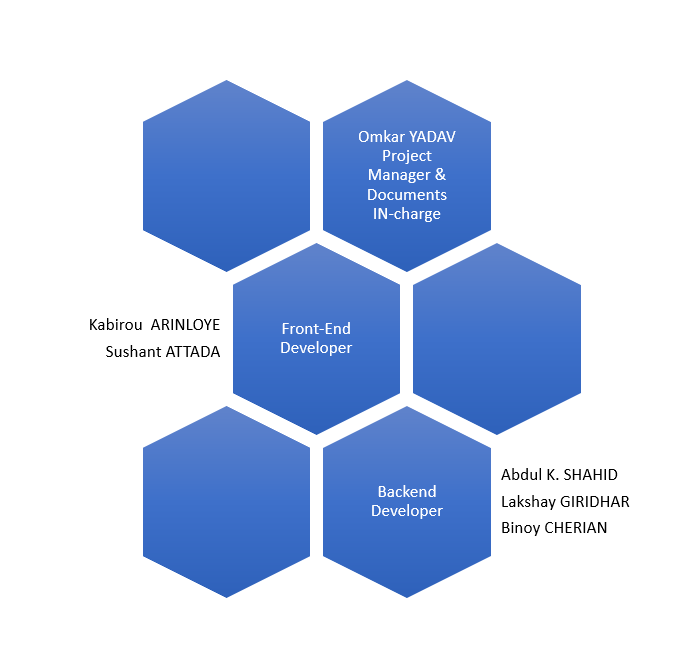 Omkar YADAV
Project
Manager &
Documents
IN-charge
Kabirou ARINLOYE
Sushant ATTADA
Front-End
Developer
Backend
Developer
Abdul K. SHAHID
Lakshay GIRIDHAR
Binoy CHERIAN